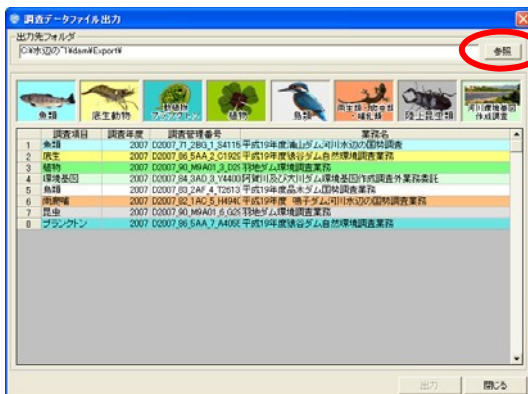 調査データファイル出力
出力先フォルダ
C:¥水辺の~1¥dam¥Export¥
参照
魚類
底生動物
動植物
プランクトン
植物
鳥類
両生類・爬虫類
哺乳類
陸上昆虫類
河川環境基図
作成調査
調査項目 調査年度 調査管理番号 業務名
1 魚類 2007 D2007_71_2BG_1_S4115 平成19年度浦山ダム河川水辺の国勢調査
2 底生 2007 D2007_86_5AA_2_C1929 平成19年度猿谷ダム自然環境調査業務
3 植物 2007 D2007_90_M9A01_3_D29 羽地ダム環境調査業務
4 環境基図 2007 D2007_84_3AD_3_Y4400 阿賀川及び大川ダム環境基図作成調査外業務委託
5 鳥類 2007 D2007_83_2AF_4_T2613 平成19年度品木ダム国勢調査業務
6 両爬哺 2007 D2007_82_1AC_5_H4940 平成19年度 鳴子ダム河川水辺の国勢調査
7 昆虫 2007 D2007_90_M9A01_6_G29 羽地ダム環境調査業務
8 プランクトン 2007 D2007_86_5AA_7_A405 平成19年度猿谷ダム自然環境調査業務
出力 閉じる